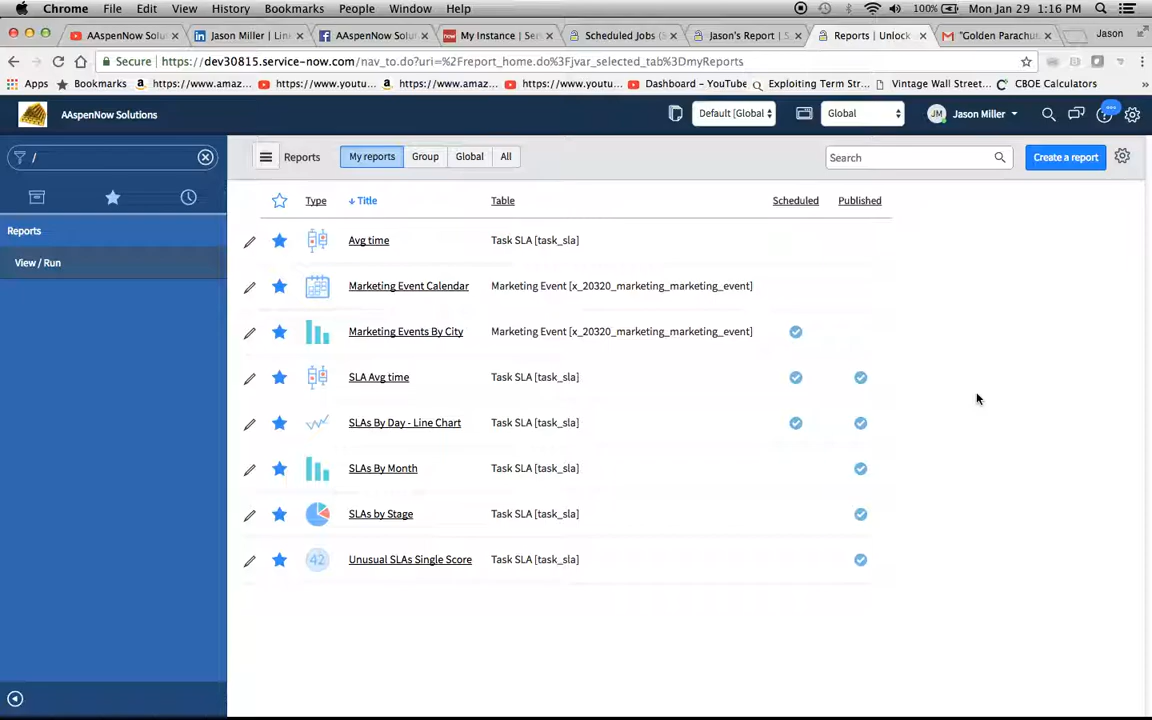 Chrome File Edit View History Bookmarks People Window Help 100% Mon Jan 29 1:16 PM
AAspenNow Solu Jason Miller | Lin AAspenNow Solu My Instance | Ser Scheduled Jobs (S Jason's Report | S Reports | Unlock "Golden Parachu Jason
Secure https://dev30815.service-now.com/nav_to.do?uri=%2Freport_home.do%3Fjvar_selected_tab%3DmyReports
Apps https://www.amaz... https://www.youtu... https://www.amaz... https://www.youtu... Dashboard – YouTube Exploiting Term Str... Vintage Wall Street... CBOE Calculators »
AAspenNow Solutions Default [Global Global JM Jason Miller
/ Reports My reports Group Global All Search Create a report
Type Title Table Scheduled Published
Reports
Avg time Task SLA [task_sla]
View / Run
Marketing Event Calendar Marketing Event [x_20320_marketing_marketing_event]
Marketing Events By City Marketing Event [x_20320_marketing_marketing_event]
SLA Avg time Task SLA [task_sla]
SLAs By Day - Line Chart Task SLA [task_sla]
SLAs By Month Task SLA [task_sla]
SLAs by Stage Task SLA [task_sla]
42 Unusual SLAs Single Score Task SLA [task_sla]